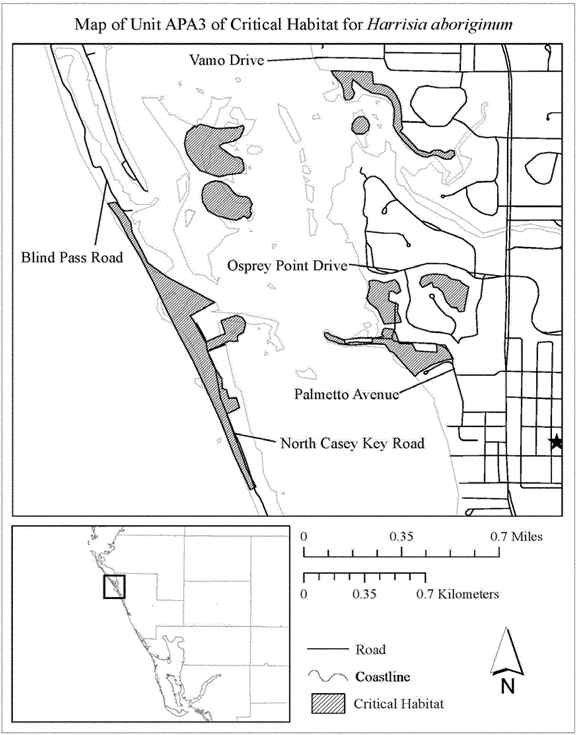 Map of Unit APA3 of Critical Habitat for Harrisia aboriginum
Vamo Drive
Blind Pass Road
Osprey Point Drive
Palmetto Avenue
North Casey Key Road
0 0.35 0.7 Miles
0 0.35 0.7 Kilometers
Road
Coastline
Critical Habitat
N